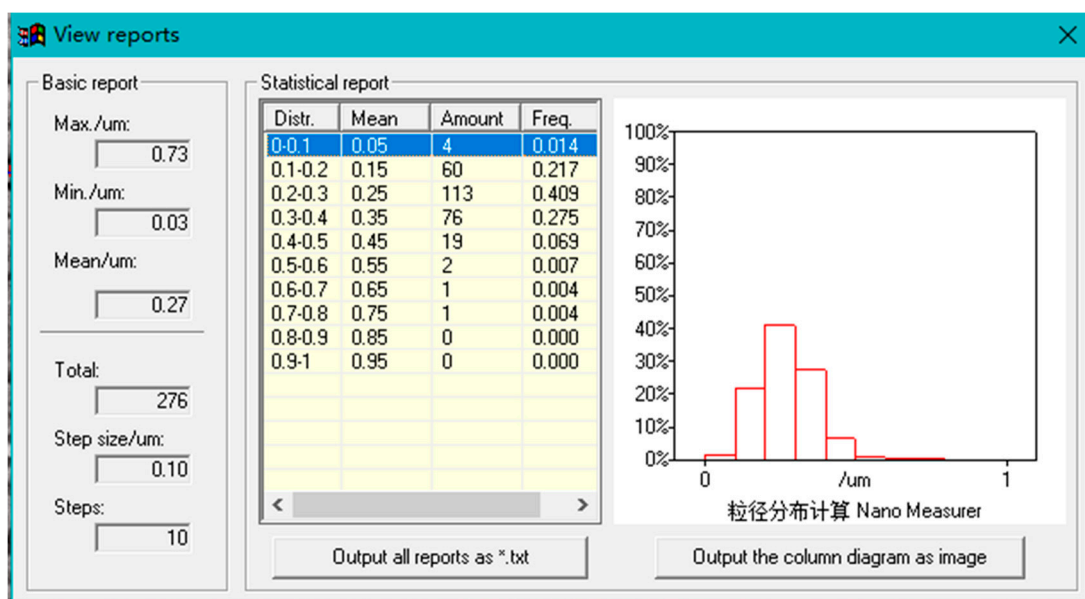 View reports
Basic report
Max./um:
0.73
Min./um:
0.03
Mean/um:
0.27
Total:
276
Step size/um:
0.10
Steps:
10
Statistical report
Distr. Mean Amount Freq.
0-0.1 0.05 4 0.014
0.1-0.2 0.15 60 0.217
0.2-0.3 0.25 113 0.409
0.3-0.4 0.35 76 0.275
0.4-0.5 0.45 19 0.069
0.5-0.6 0.55 2 0.007
0.6-0.7 0.65 1 0.004
0.7-0.8 0.75 1 0.004
0.8-0.9 0.85 0 0.000
0.9-1 0.95 0 0.000
100%
90%
80%
70%
60%
50%
40%
30%
20%
10%
0%
0 /um 1
粒径分布计算 Nano Measurer
Output all reports as *.txt
Output the column diagram as image